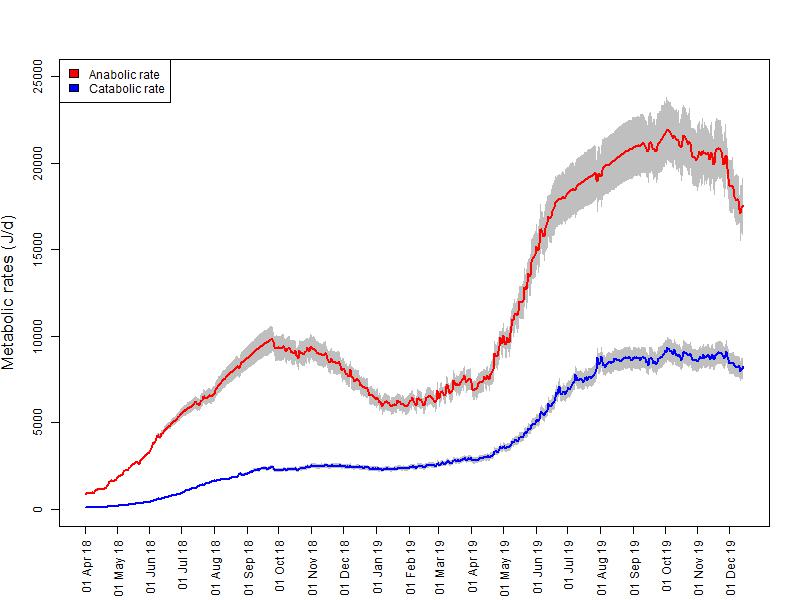 Anabolic rate
Catabolic rate
Metabolic rates (J/d)
25000
20000
15000
10000
5000
0
01 Apr 18
01 May 18
01 Jun 18
01 Jul 18
01 Aug 18
01 Sep 18
01 Oct 18
01 Nov 18
01 Dec 18
01 Jan 19
01 Feb 19
01 Mar 19
01 Apr 19
01 May 19
01 Jun 19
01 Jul 19
01 Aug 19
01 Sep 19
01 Oct 19
01 Nov 19
01 Dec 19